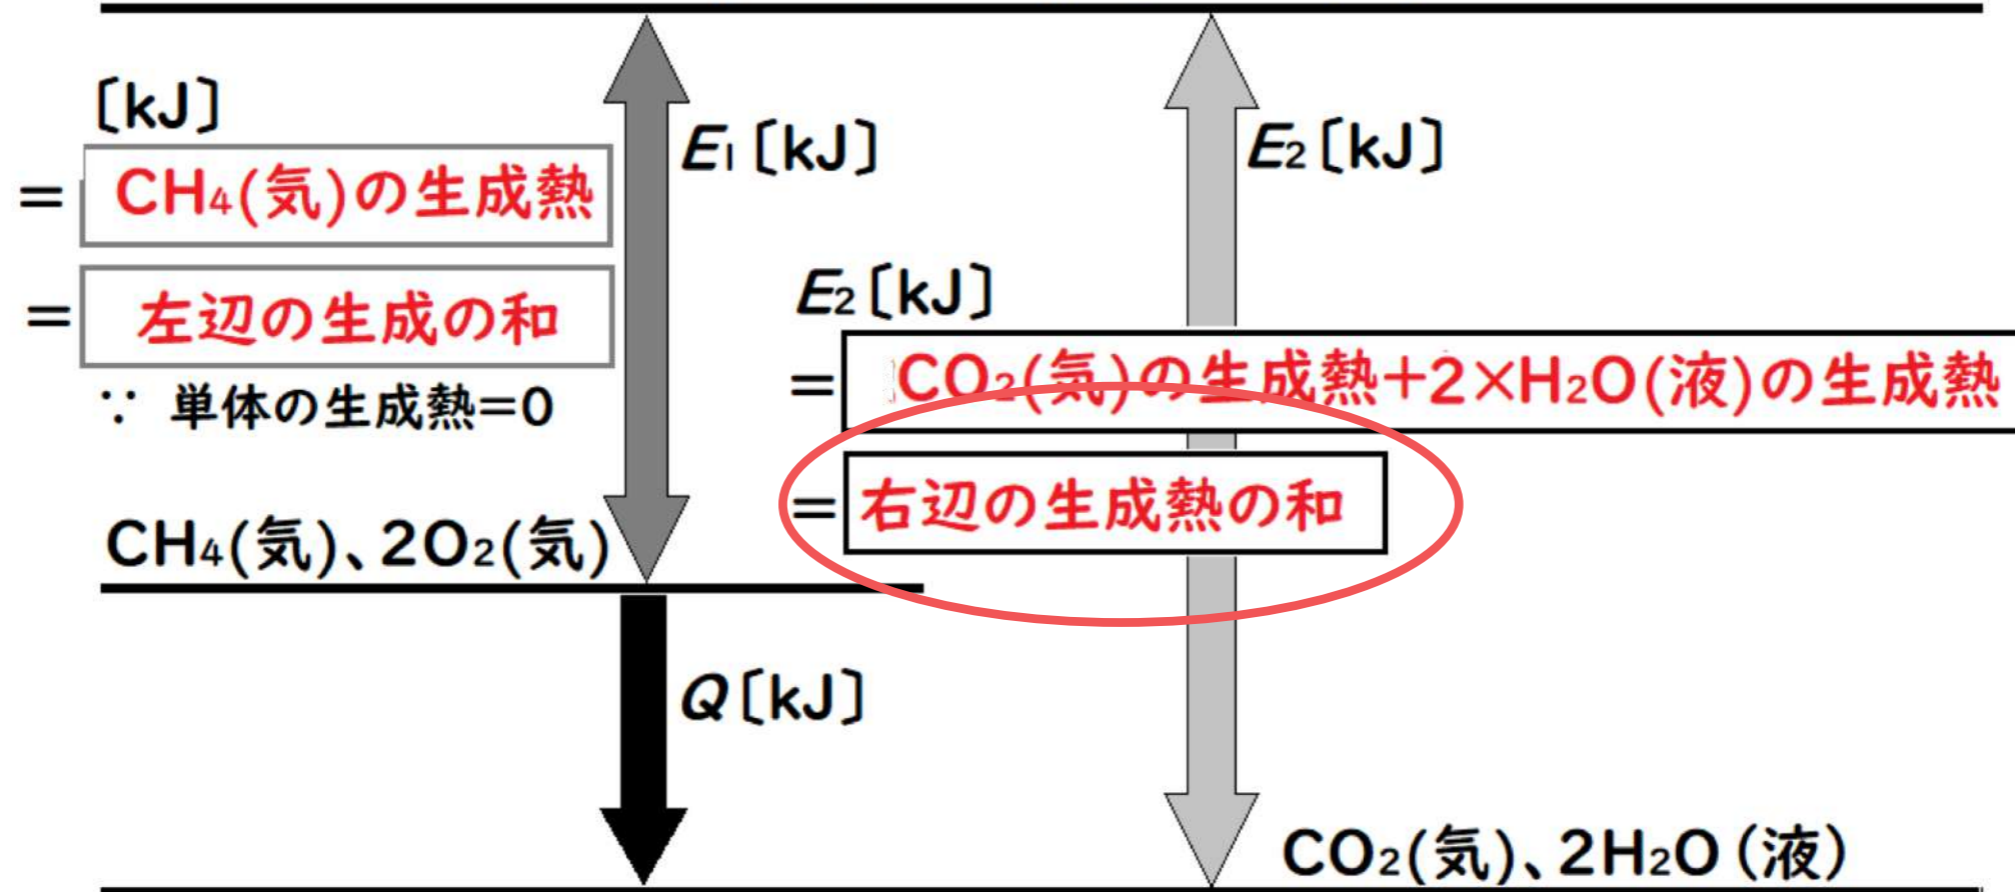 〔kJ〕
E1〔kJ〕
E2〔kJ〕
= CH4(気)の生成熱
= 左辺の生成の和
∵ 単体の生成熱=0
E2〔kJ〕
= CO2(気)の生成熱+2×H2O(液)の生成熱
= 右辺の生成熱の和
CH4(気)、2O2(気)
Q〔kJ〕
CO2(気)、2H2O(液)